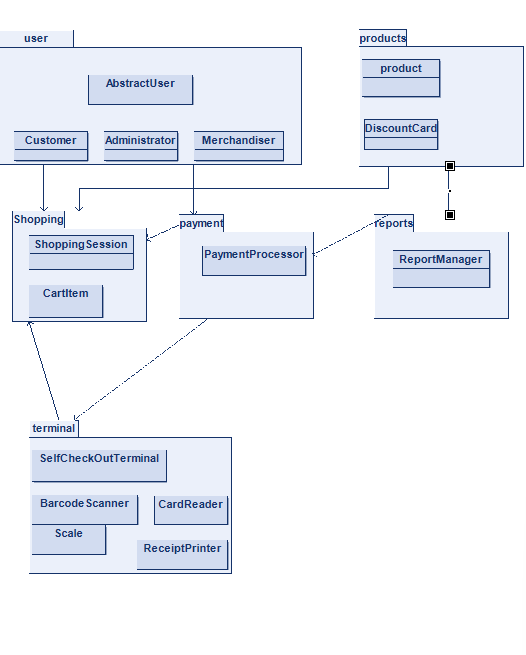 user
products
AbstractUser
product
Customer
Administrator
Merchandiser
DiscountCard
Shopping
payment
reports
ShoppingSession
PaymentProcessor
ReportManager
CartItem
terminal
SelfCheckOutTerminal
BarcodeScanner
CardReader
Scale
ReceiptPrinter